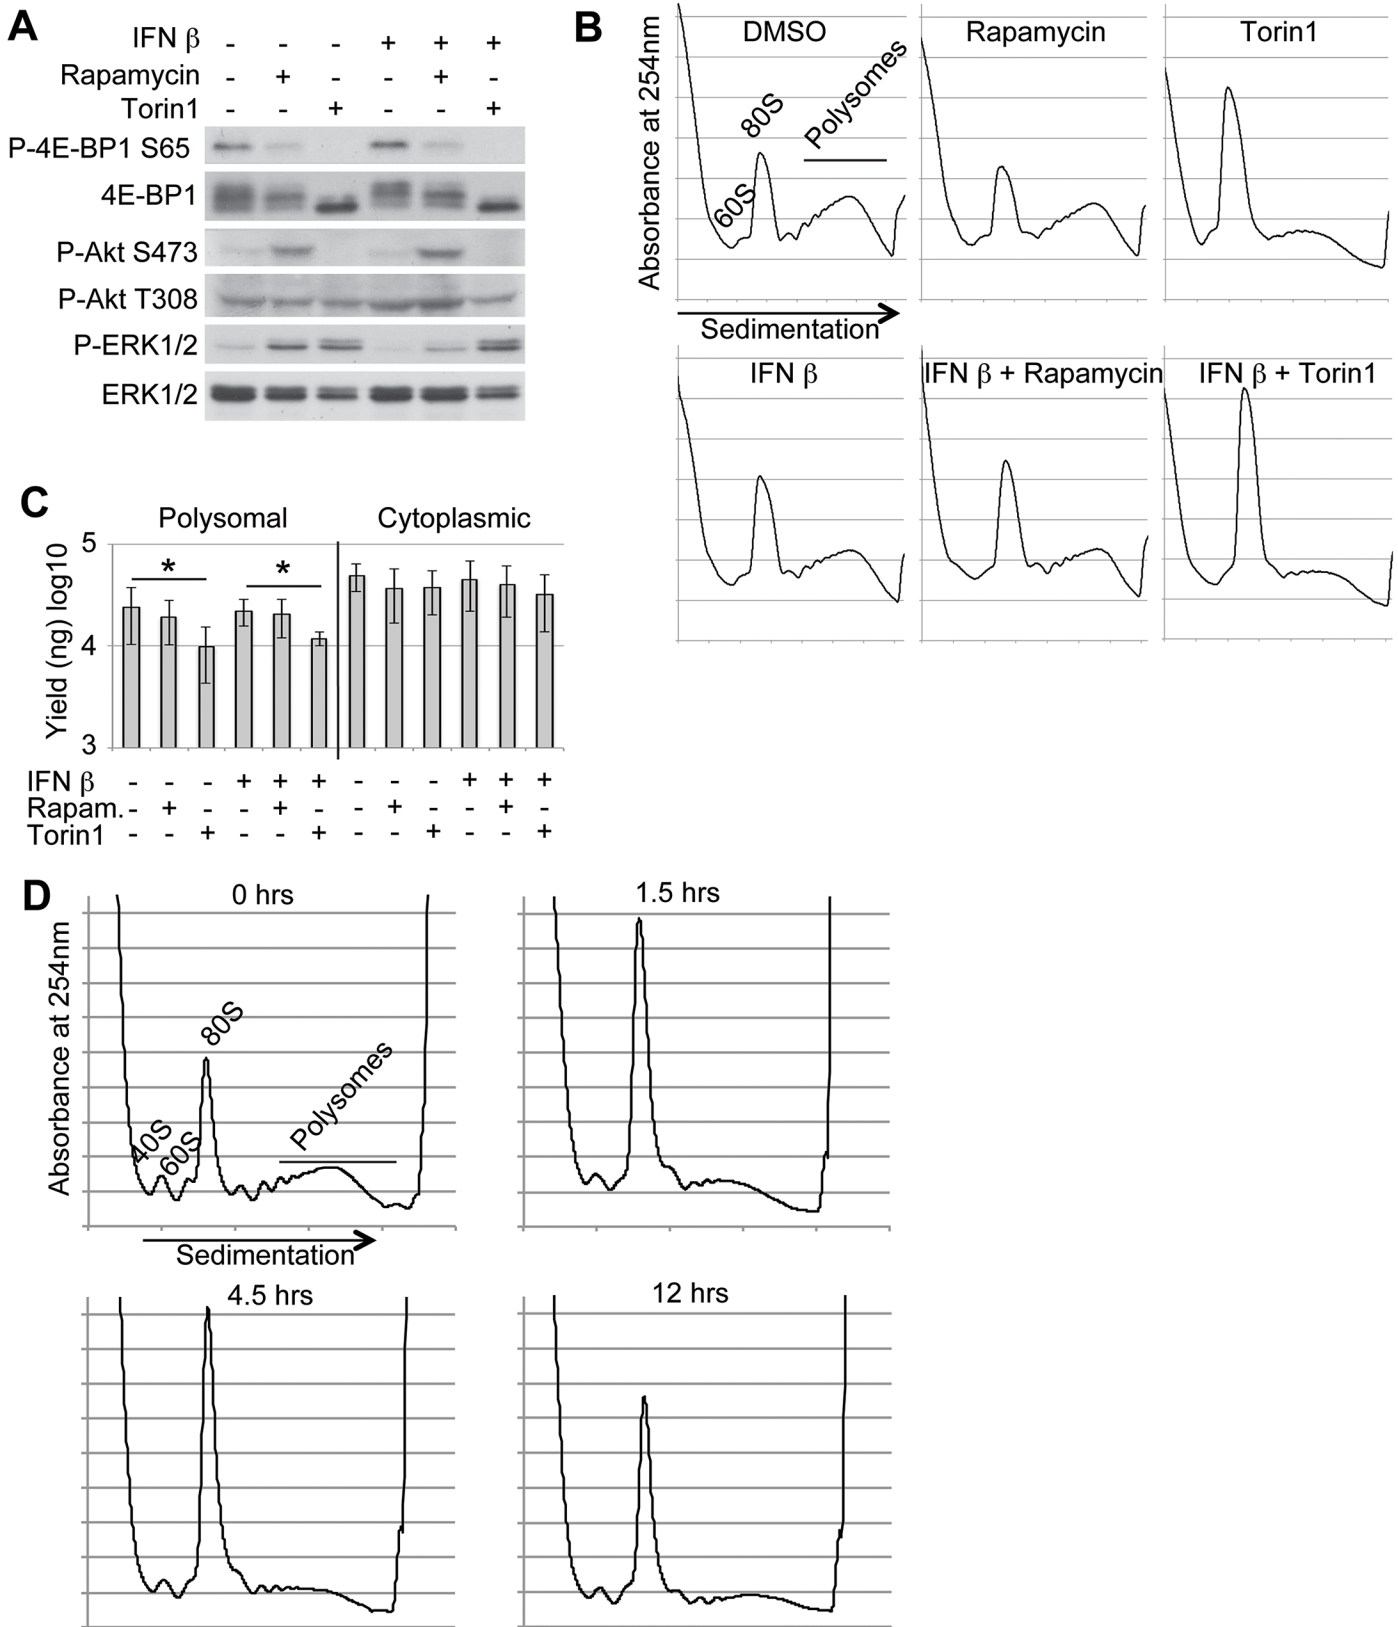 A
IFN β - - - + + +
Rapamycin - + - - + -
Torin1 - - + - - +
P-4E-BP1 S65
4E-BP1
P-Akt S473
P-Akt T308
P-ERK1/2
ERK1/2
B
Absorbance at 254nm
DMSO
60S
80S
Polysomes
Rapamycin
Torin1
Sedimentation
IFN β
IFN β + Rapamycin
IFN β + Torin1
C
Polysomal
Cytoplasmic
Yield (ng) log10
5
4
3
*
*
IFN β - - - + + + - - - + + +
Rapam. - + - - + - - + - - + -
Torin1 - - + - - + - - + - - +
D
Absorbance at 254nm
0 hrs
40S
60S
80S
Polysomes
Sedimentation
1.5 hrs
4.5 hrs
12 hrs